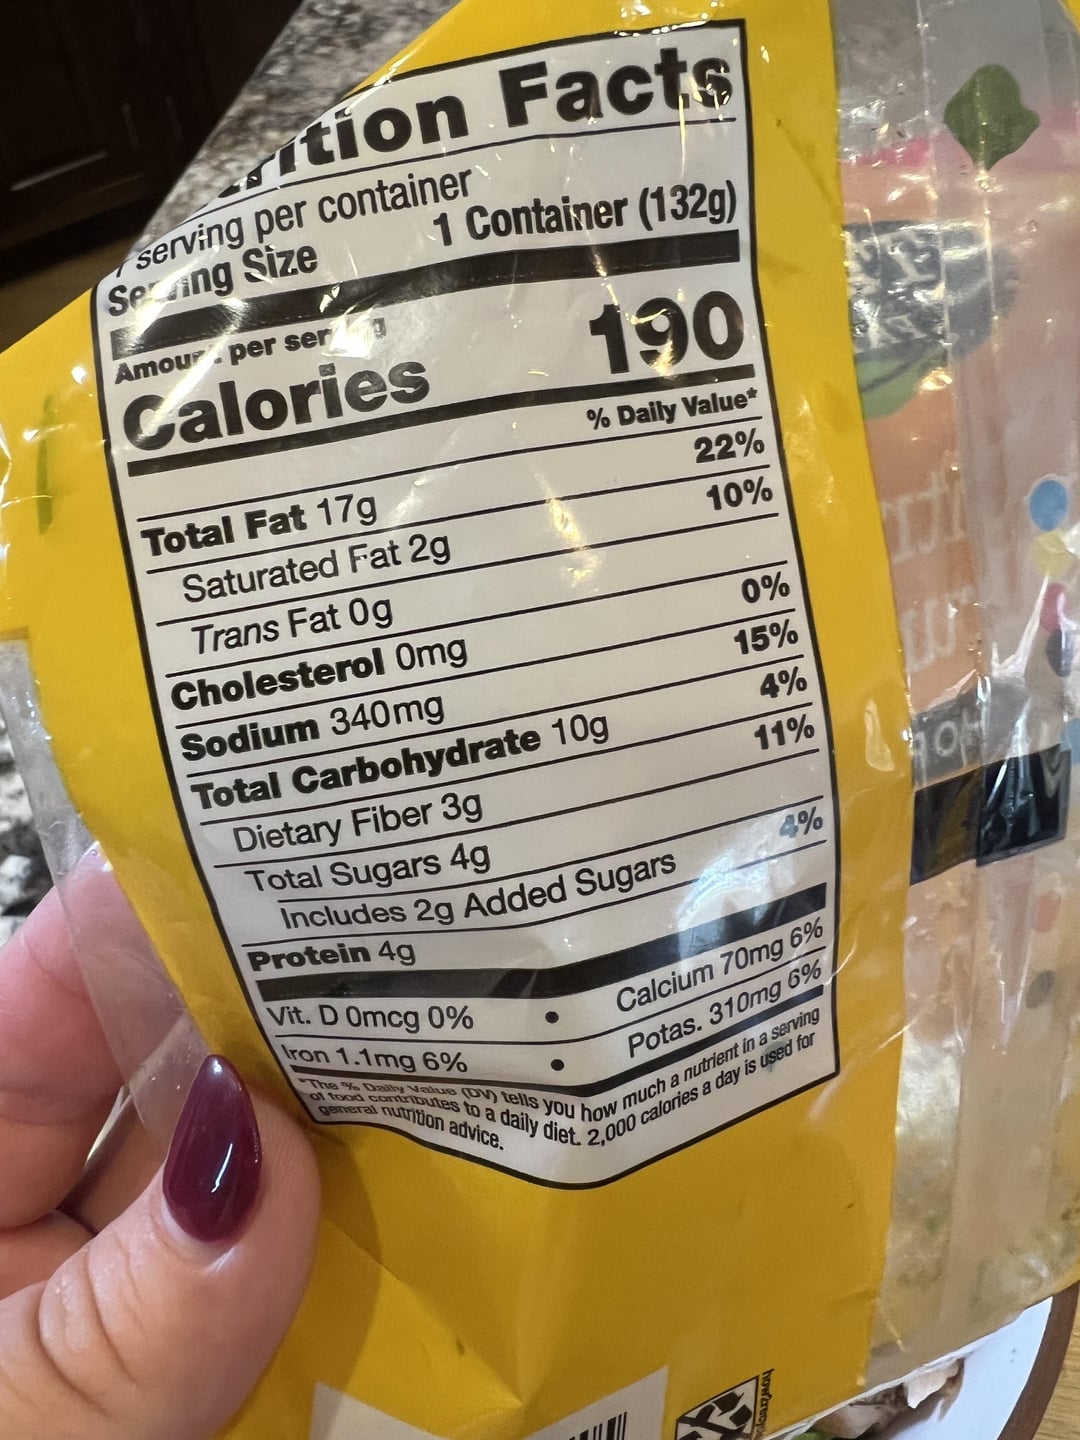 rition Facts
1 serving per container
Serving Size 1 Container (132g)
Amount per serving
Calories 190
% Daily Value*
Total Fat 17g 22%
Saturated Fat 2g 10%
Trans Fat 0g
Cholesterol 0mg 0%
Sodium 340mg 15%
Total Carbohydrate 10g 4%
Dietary Fiber 3g 11%
Total Sugars 4g
Includes 2g Added Sugars 4%
Protein 4g
Vit. D 0mcg 0% • Calcium 70mg 6%
Iron 1.1mg 6% • Potas. 310mg 6%
*The % Daily Value (DV) tells you how much a nutrient in a serving
of food contributes to a daily diet. 2,000 calories a day is used for
general nutrition advice.